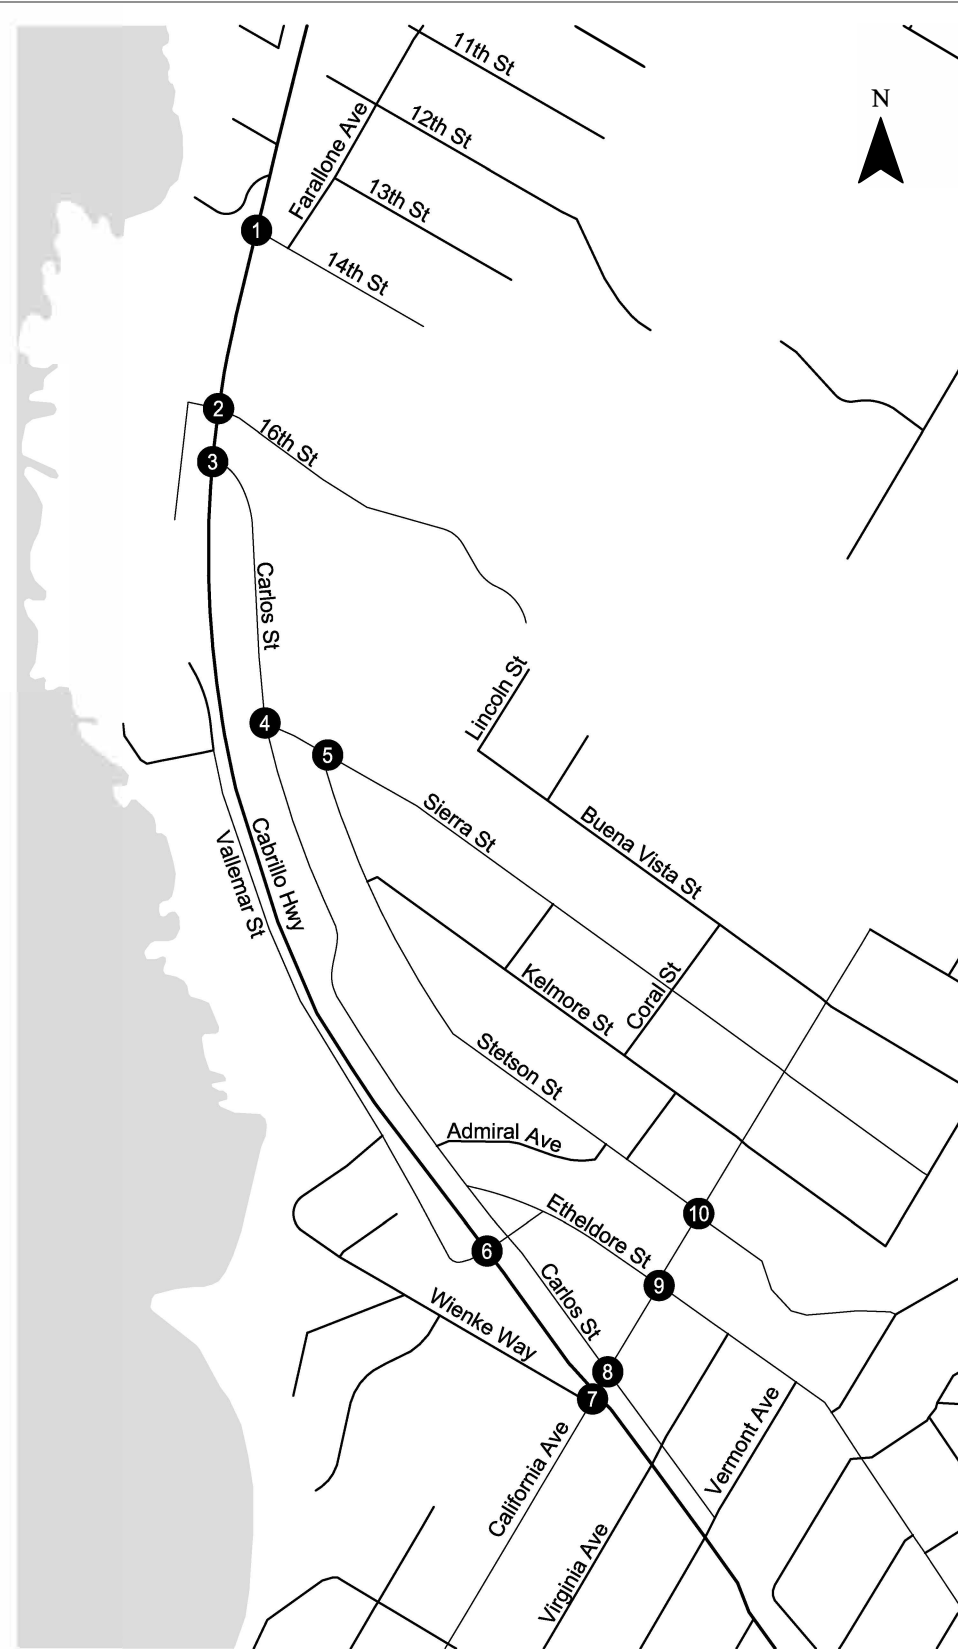 11th St
N
12th St
Farallone Ave
13th St
1
14th St
2
16th St
3
Carlos St
Lincoln St
4
5
Sierra St
Buena Vista St
Cabrillo Hwy
Vallemar St
Kelmore St
Coral St
Stetson St
Admiral Ave
10
Etheldore St
6
9
Carlos St
Wienke Way
8
7
Vermont Ave
California Ave
Virginia Ave